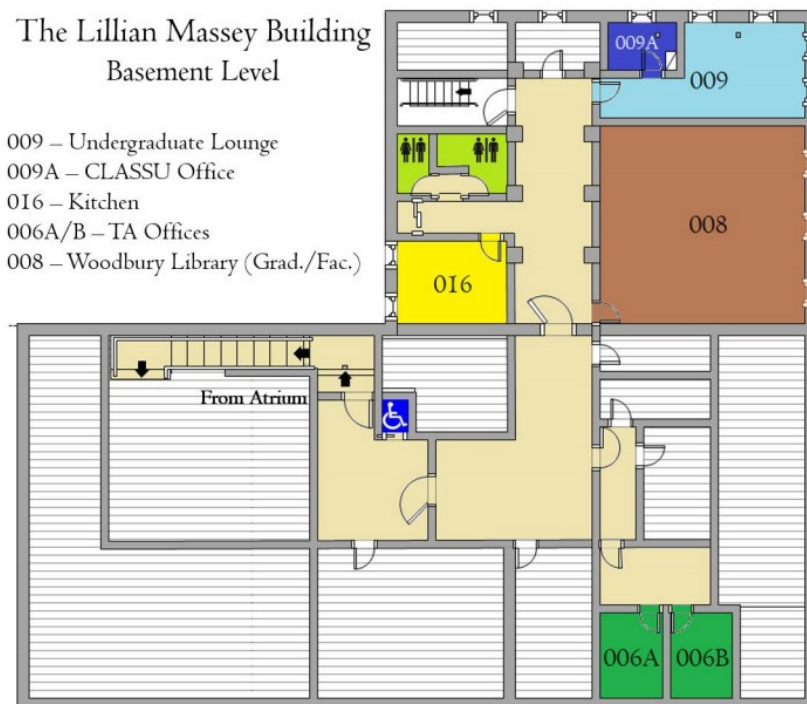 The Lillian Massey Building
Basement Level
009 – Undergraduate Lounge
009A – CLASSU Office
016 – Kitchen
006A/B – TA Offices
008 – Woodbury Library (Grad./Fac.)
009A
009
008
016
From Atrium
006A
006B